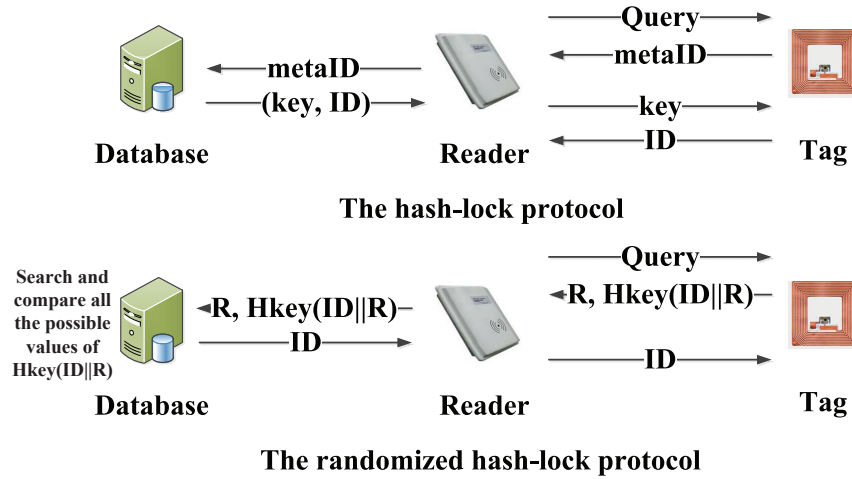 Query
metaID
metaID
(key, ID)
key
ID
Database
Reader
Tag
The hash-lock protocol
Search and
compare all
the possible
values of
Hkey(ID||R)
Query
R, Hkey(ID||R)
R, Hkey(ID||R)
ID
ID
Database
Reader
Tag
The randomized hash-lock protocol